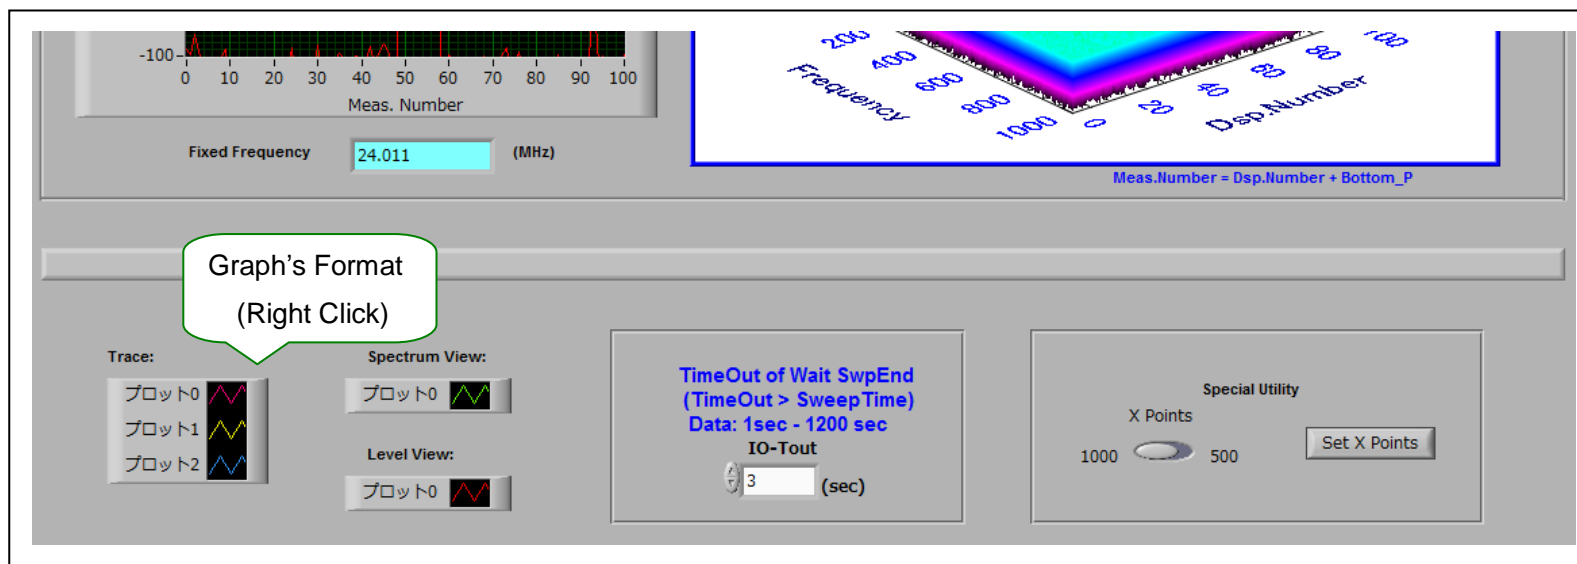 -100
0 10 20 30 40 50 60 70 80 90 100
Meas. Number
Fixed Frequency 24.011 (MHz)
200 400 600 800 1000
Frequency
0 20 40 60 80 100
Dsp.Number
Meas.Number = Dsp.Number + Bottom_P
Graph's Format
(Right Click)
Trace:
プロット0
プロット1
プロット2
Spectrum View:
プロット0
Level View:
プロット0
TimeOut of Wait SwpEnd
(TimeOut > SweepTime)
Data: 1sec - 1200 sec
IO-Tout
3 (sec)
Special Utility
X Points
1000 500
Set X Points